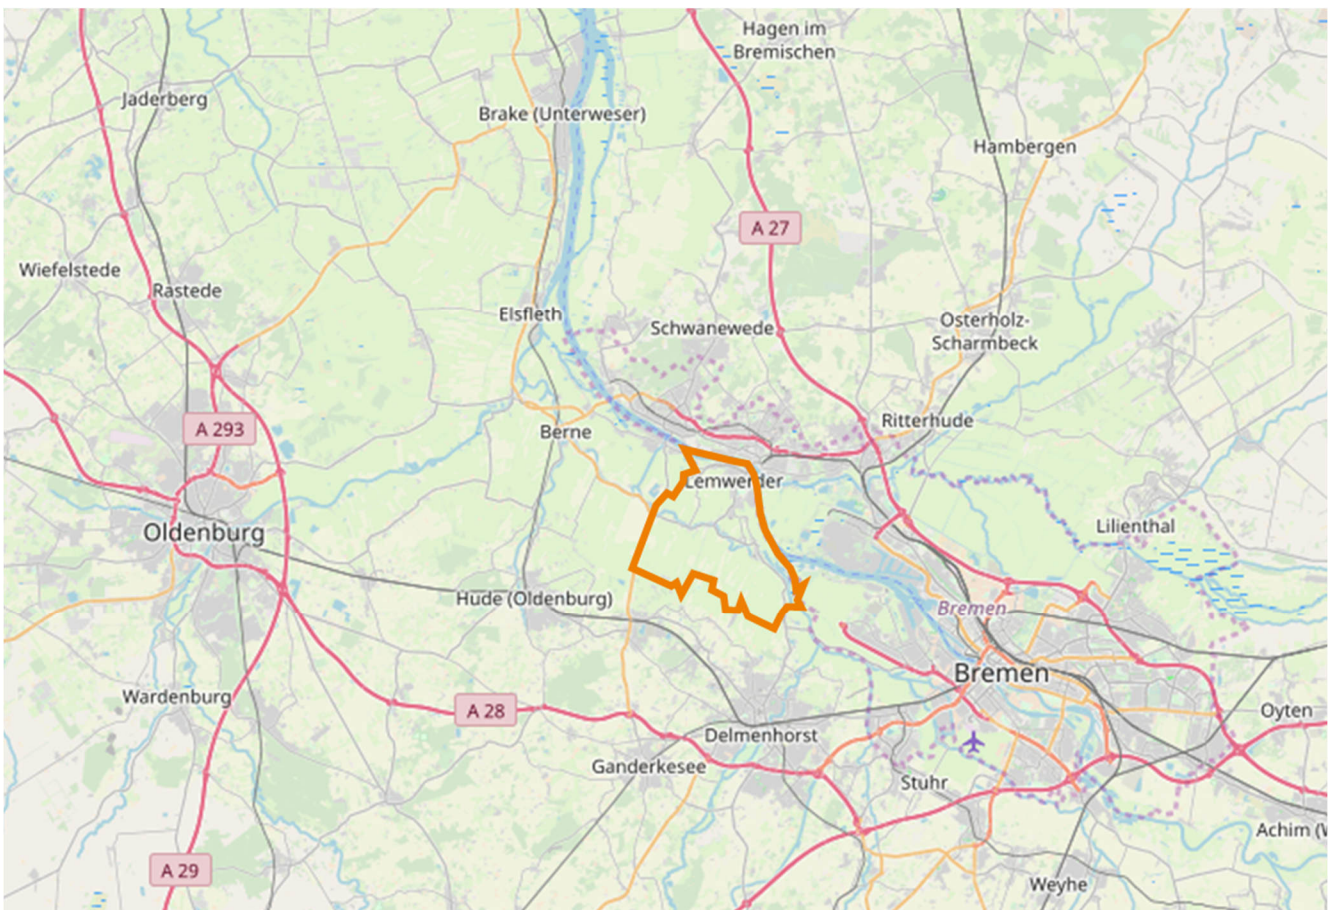 Hagen im
Bremischen
Jaderberg
Brake (Unterweser)
Hambergen
A 27
Wiefelstede
Rastede
Elsfleth
Schwanewede
Osterholz-
Scharmbeck
A 293
Berne
Ritterhude
Lemwerder
Oldenburg
Lilienthal
Hude (Oldenburg)
Bremen
Bremen
Wardenburg
A 28
Oyten
Delmenhorst
Ganderkesee
Stuhr
Achim (
A 29
Weyhe